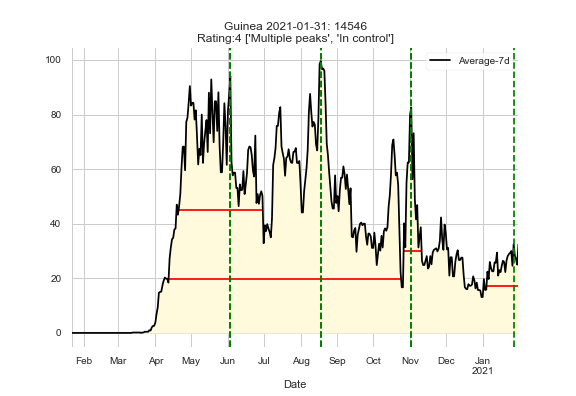 Guinea 2021-01-31: 14546
Rating:4 ['Multiple peaks', 'In control']
Average-7d
100
80
60
40
20
0
Feb Mar Apr May Jun Jul Aug Sep Oct Nov Dec Jan
2021
Date